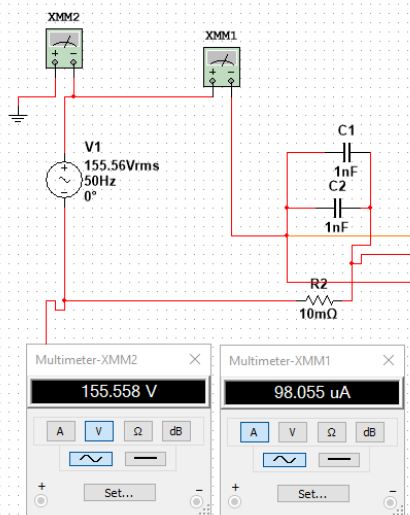 XMM2
XMM1
+ -
+ -
C1
1nF
C2
1nF
V1
155.56Vrms
50Hz
0°
+
~
-
R2
10mΩ
Multimeter-XMM2
155.558 V
A V Ω dB
+ -
Set...
Multimeter-XMM1
98.055 uA
A V Ω dB
+ -
Set...